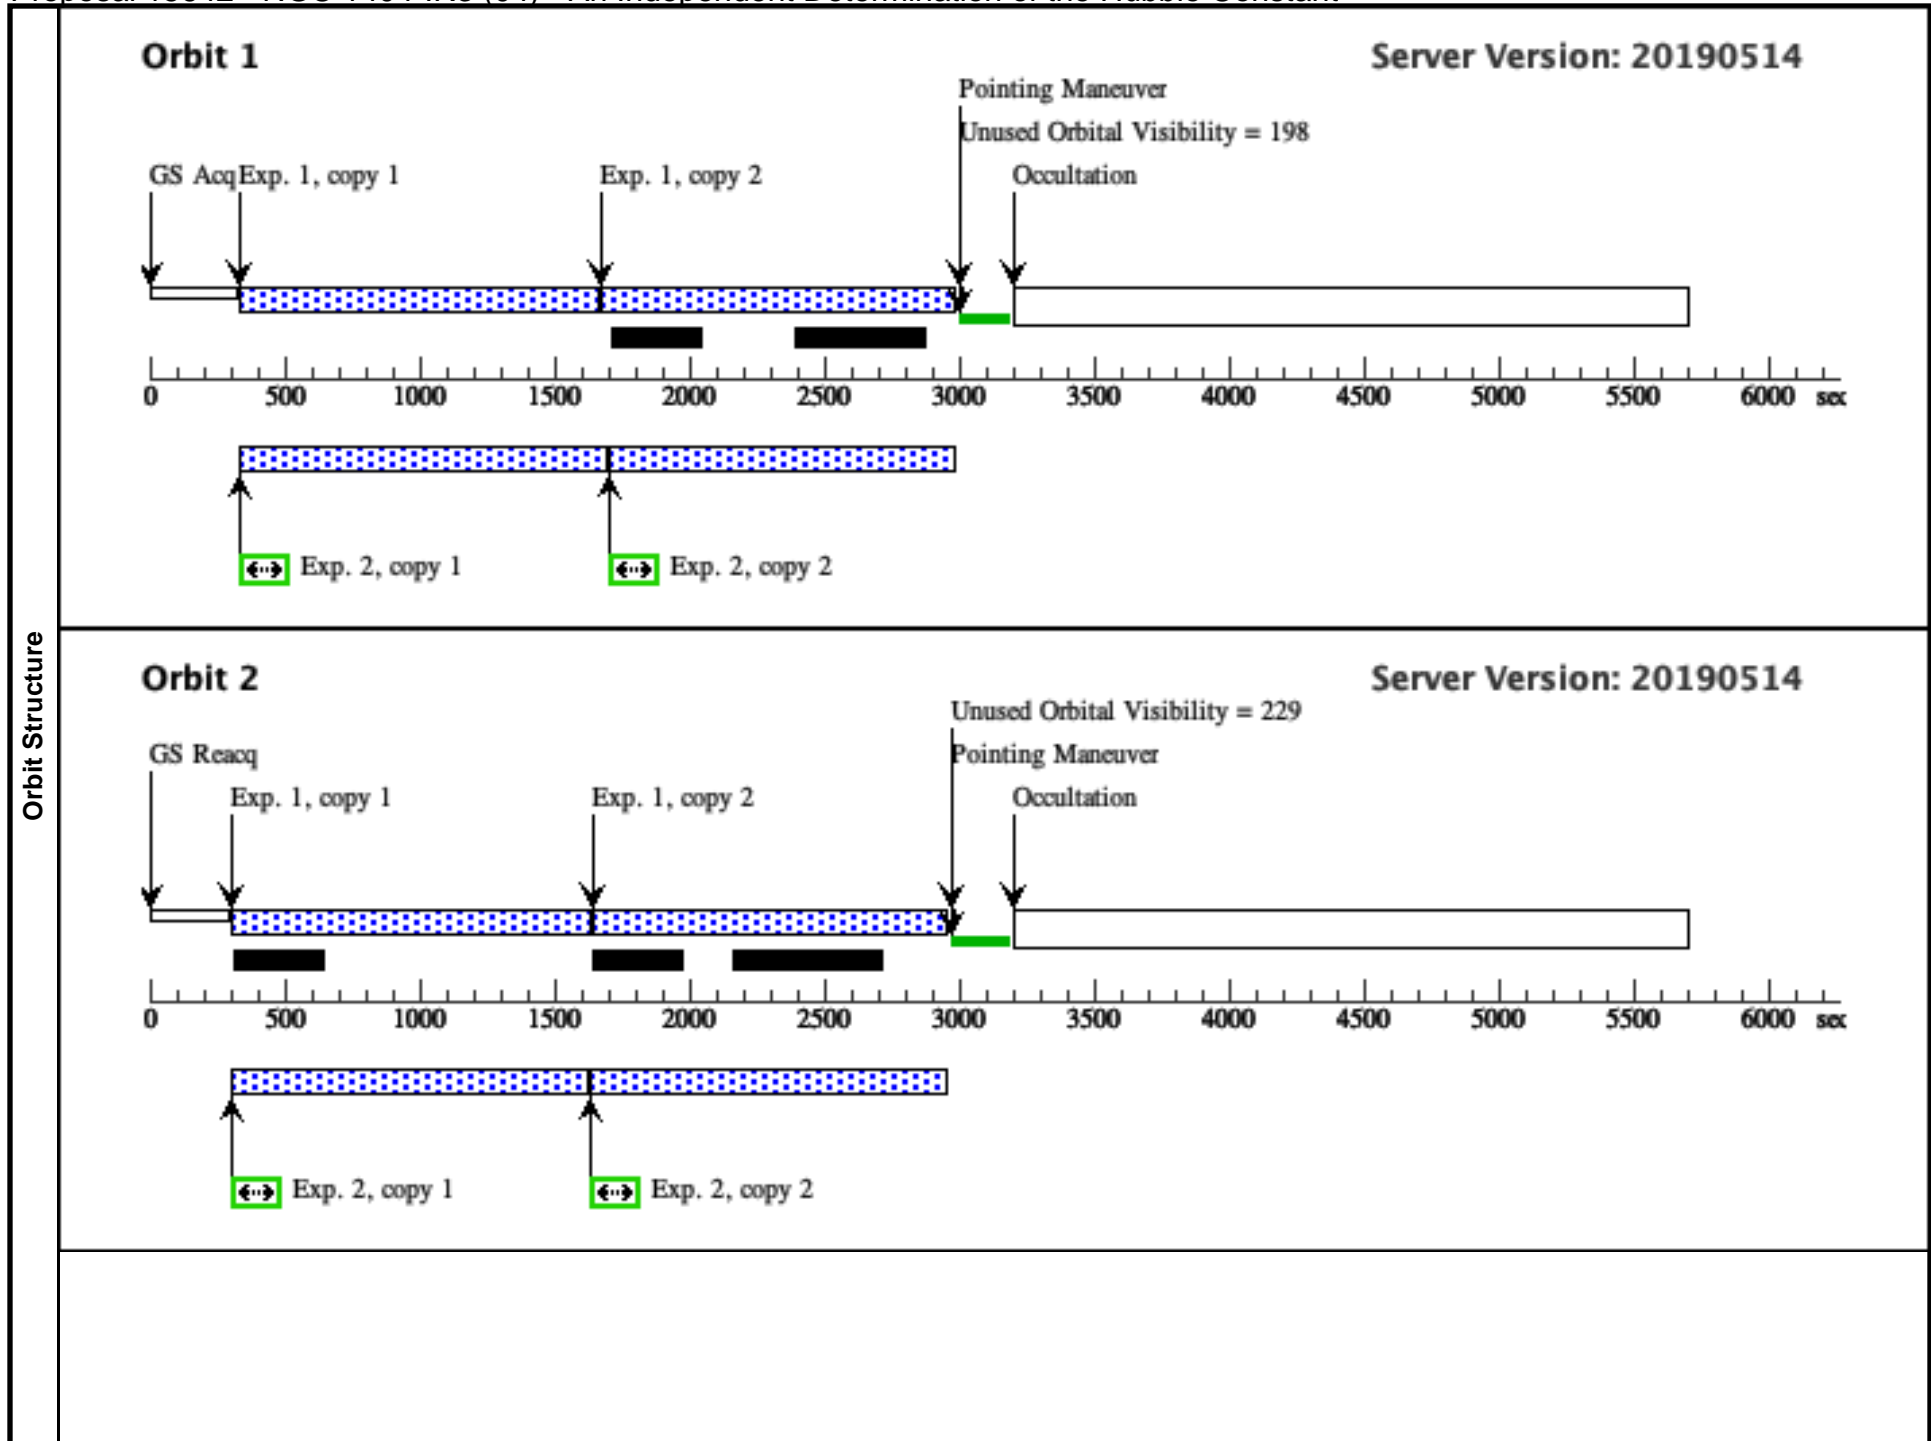 Orbit Structure
Orbit 1
Server Version: 20190514
Pointing Maneuver
Unused Orbital Visibility = 198
GS Acq Exp. 1, copy 1 Exp. 1, copy 2 Occultation
0 500 1000 1500 2000 2500 3000 3500 4000 4500 5000 5500 6000 sec
Exp. 2, copy 1 Exp. 2, copy 2
Orbit 2
Server Version: 20190514
Unused Orbital Visibility = 229
GS Reacq Pointing Maneuver
Exp. 1, copy 1 Exp. 1, copy 2 Occultation
0 500 1000 1500 2000 2500 3000 3500 4000 4500 5000 5500 6000 sec
Exp. 2, copy 1 Exp. 2, copy 2